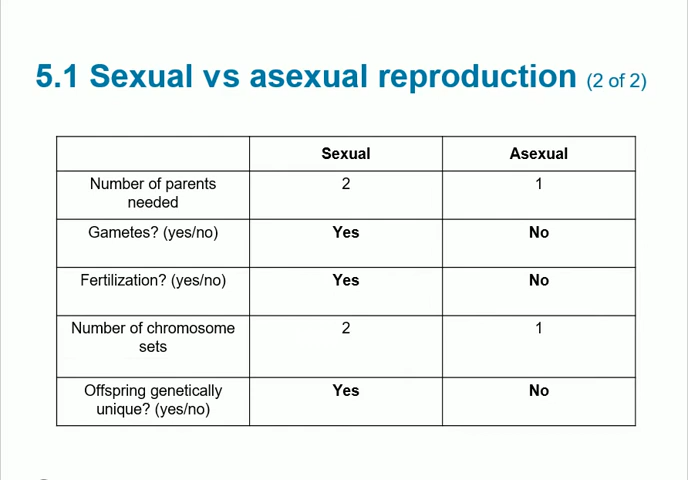 5.1 Sexual vs asexual reproduction (2 of 2)
Sexual Asexual
Number of parents 2 1
needed
Gametes? (yes/no) Yes No
Fertilization? (yes/no) Yes No
Number of chromosome 2 1
sets
Offspring genetically Yes No
unique? (yes/no)